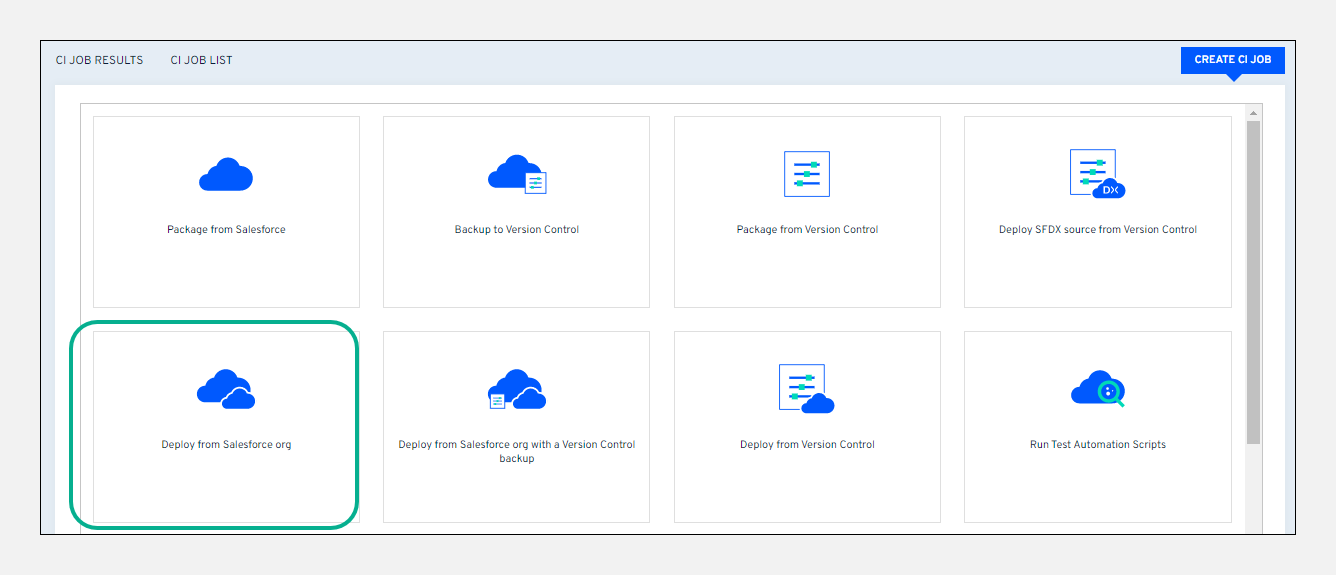 CI JOB RESULTS
CI JOB LIST
CREATE CI JOB
Package from Salesforce
Backup to Version Control
Package from Version Control
DX
Deploy SFDX source from Version Control
Deploy from Salesforce org
Deploy from Salesforce org with a Version Control
backup
Deploy from Version Control
Run Test Automation Scripts